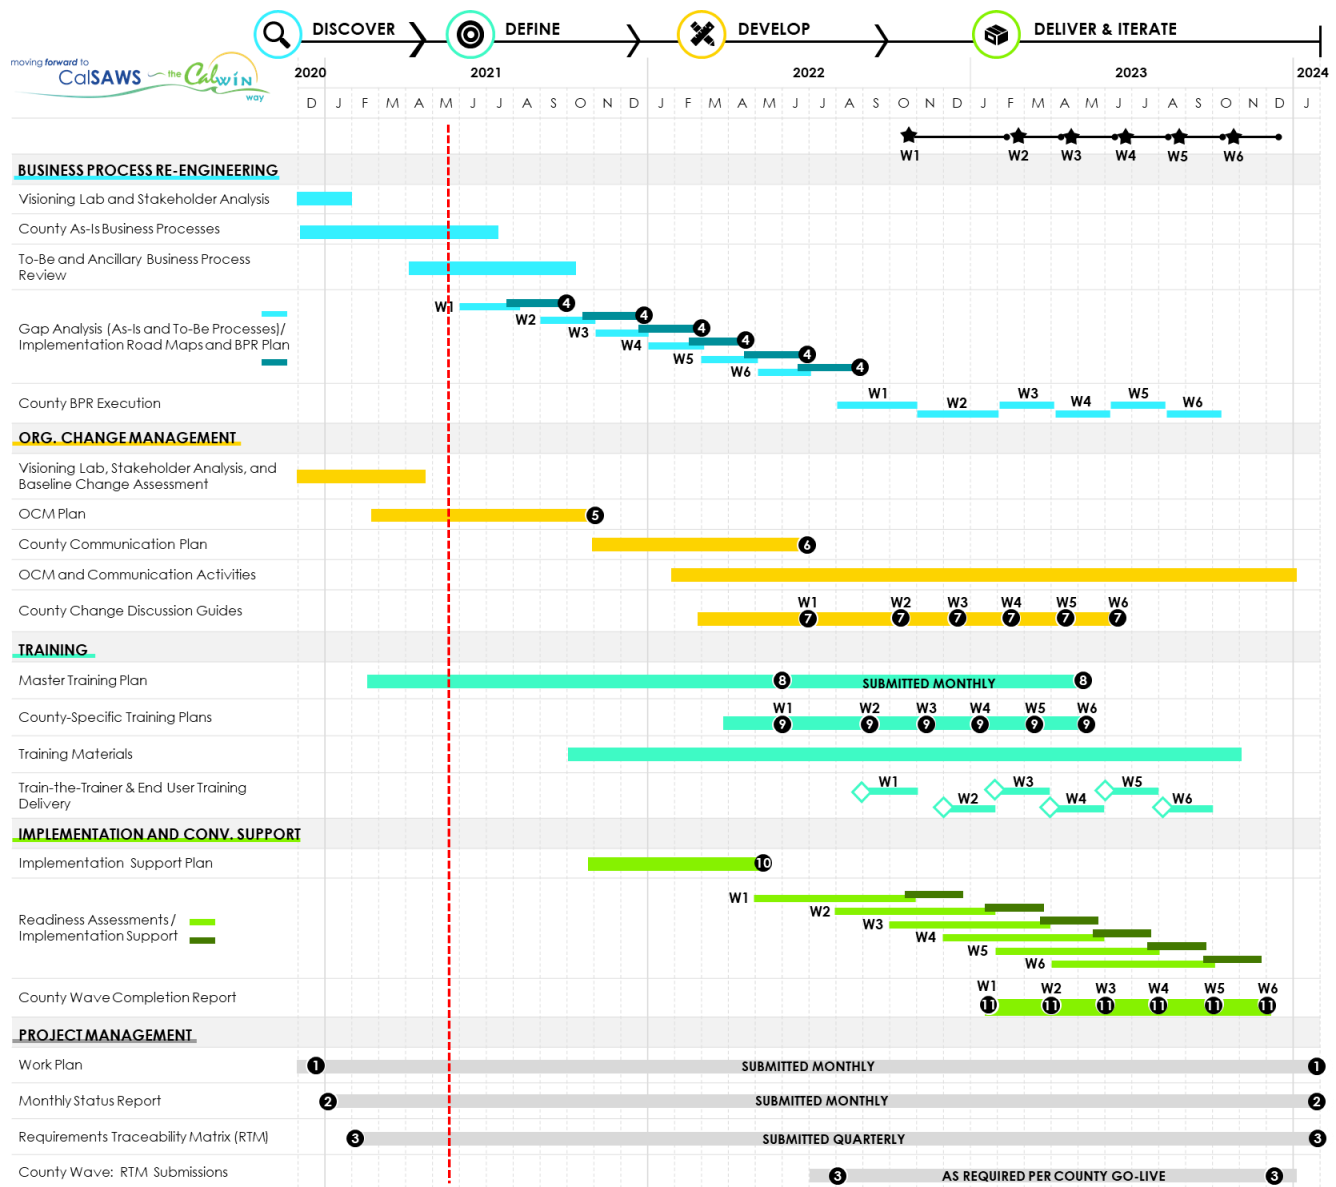 DISCOVER DEFINE DEVELOP DELIVER & ITERATE
moving forward to
CalSAWS the CalWIN way
2020 2021 2022 2023 2024
D J F M A M J J A S O N D J F M A M J J A S O N D J F M A M J J A S O N D J
W1 W2 W3 W4 W5 W6
BUSINESS PROCESS RE-ENGINEERING
Visioning Lab and Stakeholder Analysis
County As-Is Business Processes
To-Be and Ancillary Business Process
Review
Gap Analysis (As-Is and To-Be Processes)/
Implementation Road Maps and BPR Plan
W1 4
W2 4
W3 4
W4 4
W5 4
W6 4
County BPR Execution
W1 W2 W3 W4 W5 W6
ORG. CHANGE MANAGEMENT
Visioning Lab, Stakeholder Analysis, and
Baseline Change Assessment
OCM Plan 5
County Communication Plan 6
OCM and Communication Activities
County Change Discussion Guides
W1 W2 W3 W4 W5 W6
7 7 7 7 7 7
TRAINING
Master Training Plan 8 SUBMITTED MONTHLY 8
County-Specific Training Plans
W1 W2 W3 W4 W5 W6
9 9 9 9 9 9
Training Materials
Train-the-Trainer & End User Training
Delivery
W1 W2 W3 W4 W5 W6
IMPLEMENTATION AND CONV. SUPPORT
Implementation Support Plan 10
Readiness Assessments/
Implementation Support
W1
W2
W3
W4
W5
W6
County Wave Completion Report
W1 W2 W3 W4 W5 W6
11 11 11 11 11 11
PROJECT MANAGEMENT
Work Plan 1 SUBMITTED MONTHLY 1
Monthly Status Report 2 SUBMITTED MONTHLY 2
Requirements Traceability Matrix (RTM) 3 SUBMITTED QUARTERLY 3
County Wave: RTM Submissions 3 AS REQUIRED PER COUNTY GO-LIVE 3